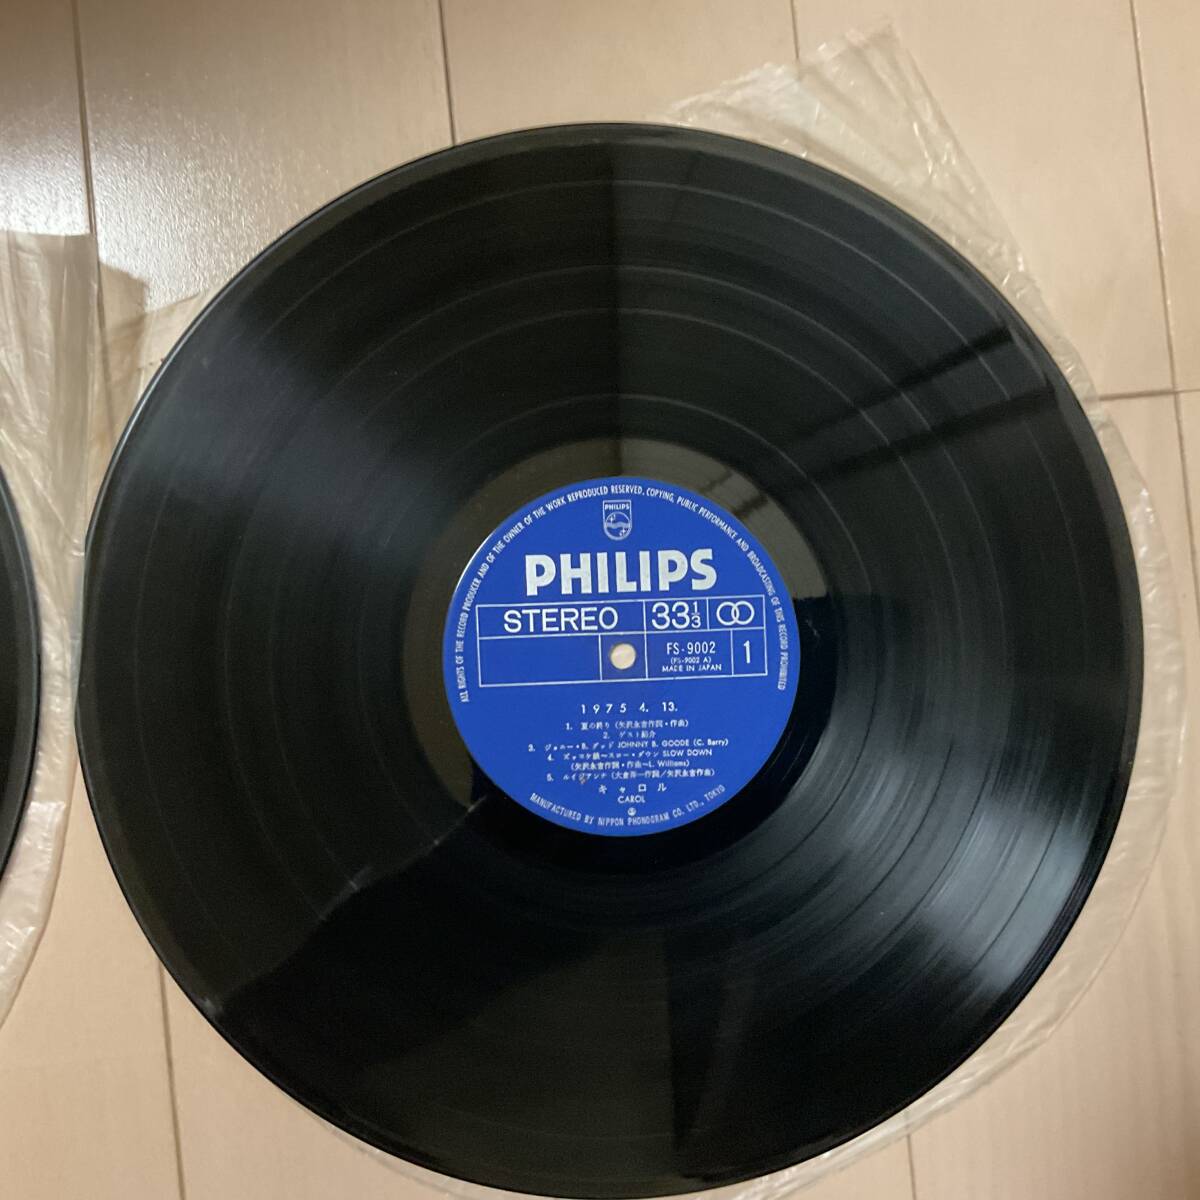 ALL RIGHTS OF THE RECORD PRODUCER AND OF THE OWNER OF THE WORK REPRODUCED RESERVED, COPYING, PUBLIC PERFORMANCE AND BROADCASTING OF THIS RECORD PROHIBITED
PHILIPS
PHILIPS
STEREO 33 1/3
FS-9002
(FS-9002 A)
MADE IN JAPAN
1
1975 4. 13.
1. 夏の終り (矢沢永吉作詞・作曲)
2. ゲスト紹介
3. ジョニー・B. グッド JOHNNY B. GOODE (C. Berry)
4. ズッコケ娘〜スロー・ダウン SLOW DOWN
(矢沢永吉作詞・作曲〜L. Williams)
5. ルイジアンナ (大倉洋一作詞/矢沢永吉作曲)
キャロル
CAROL
MANUFACTURED BY NIPPON PHONOGRAM CO. LTD., TOKYO